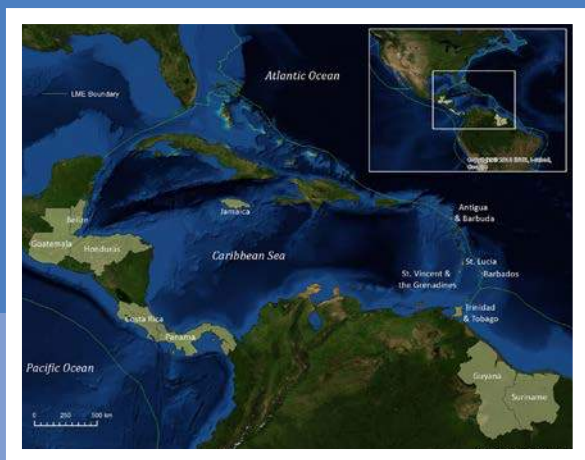 Atlantic Ocean
LME Boundary
Belize
Guatemala
Honduras
Jamaica
Caribbean Sea
Antigua
& Barbuda
St. Lucia
Barbados
St. Vincent &
the Grenadines
Trinidad
& Tobago
Costa Rica
Panama
Pacific Ocean
Guyana
Suriname
0 250 500 km